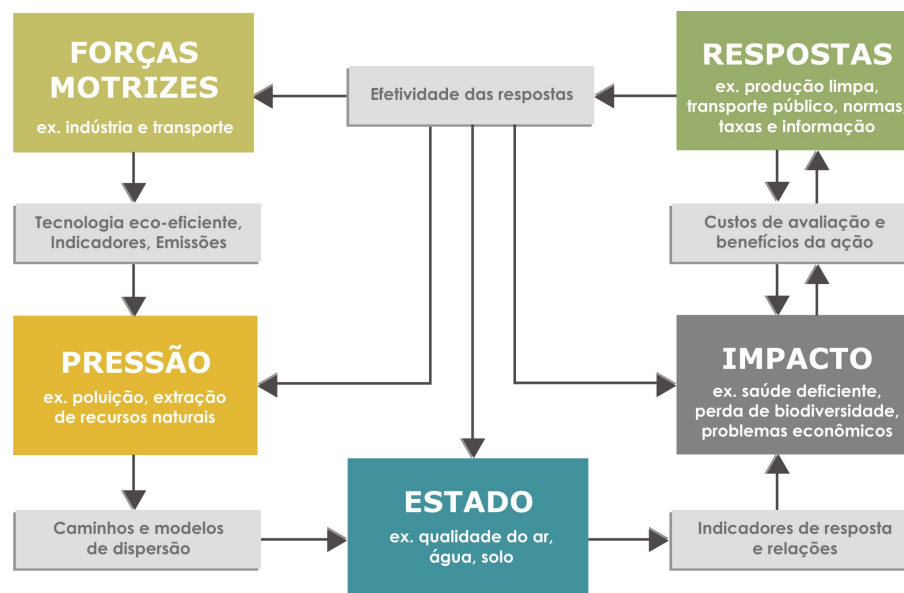 FORÇAS
MOTRIZES
ex. indústria e transporte
Efetividade das respostas
RESPOSTAS
ex. produção limpa,
transporte público, normas,
taxas e informação
Tecnologia eco-eficiente,
Indicadores, Emissões
Custos de avaliação e
benefícios da ação
PRESSÃO
ex. poluição, extração
de recursos naturais
IMPACTO
ex. saúde deficiente,
perda de biodiversidade,
problemas econômicos
Caminhos e modelos
de dispersão
ESTADO
ex. qualidade do ar,
água, solo
Indicadores de resposta
e relações